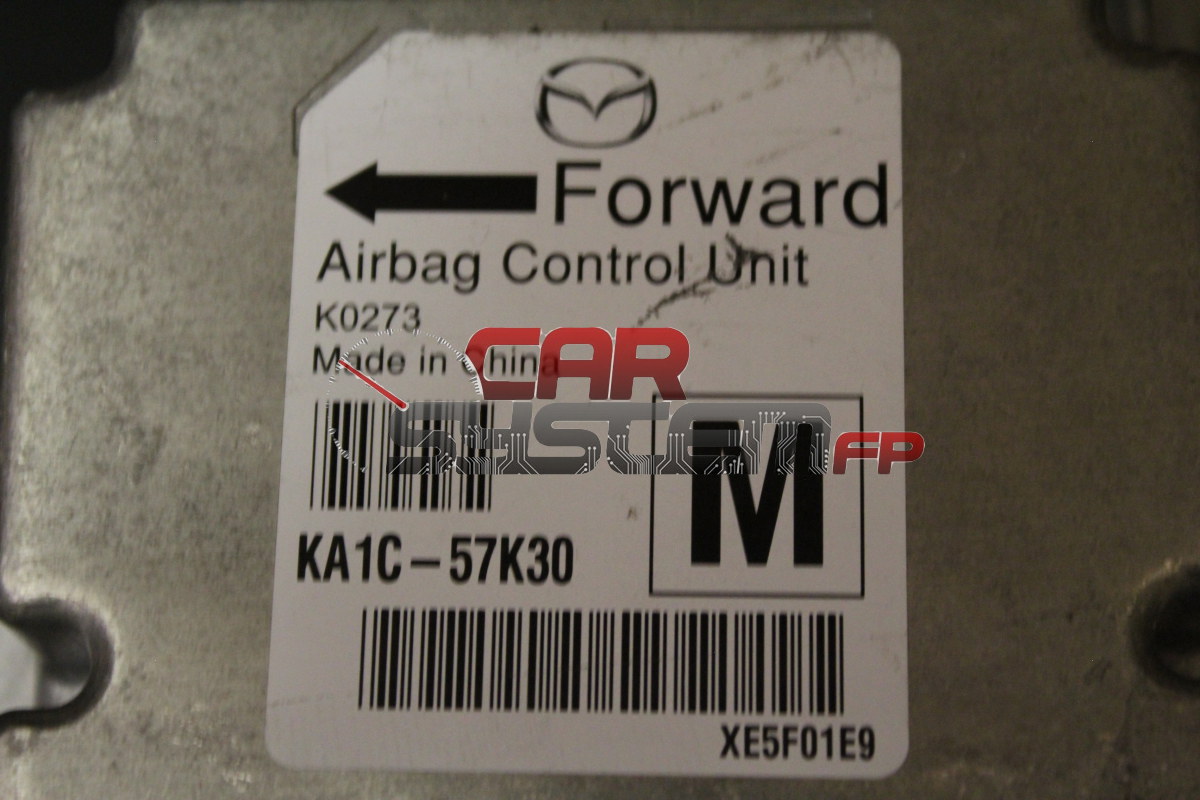 Forward
Airbag Control Unit
K0273
Made in China
CAR
SYSTEM FP
M
KA1C-57K30
XE5F01E9